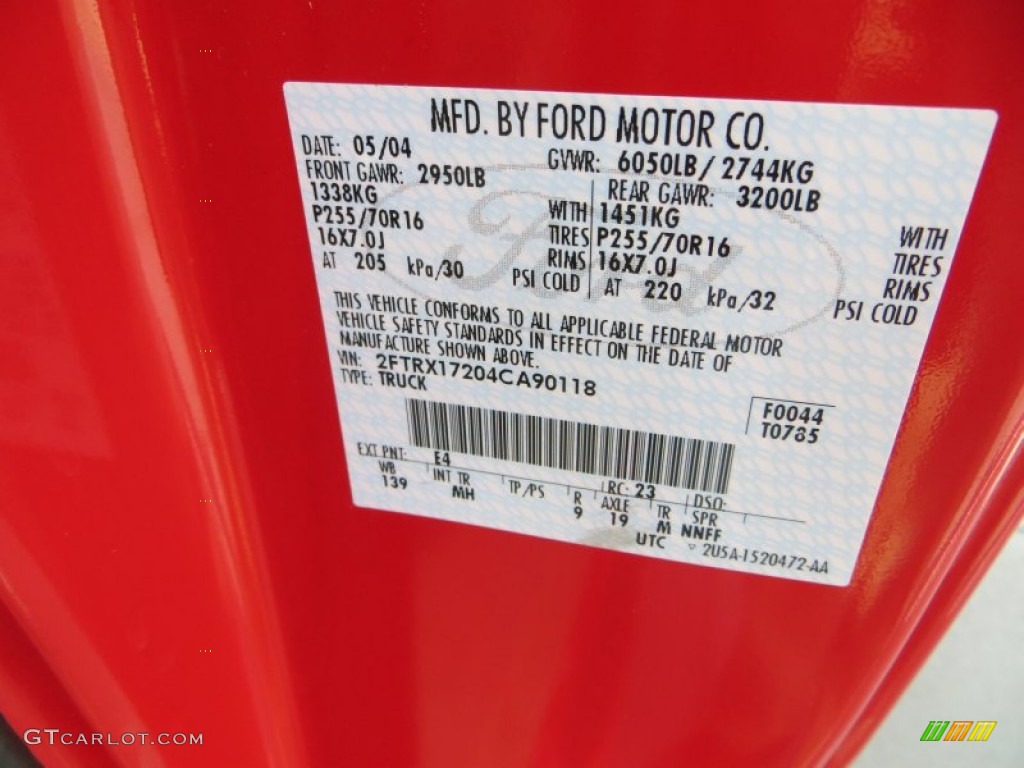 MFD. BY FORD MOTOR CO.
DATE: 05/04 GVWR: 6050LB/ 2744KG
FRONT GAWR: 2950LB REAR GAWR: 3200LB
1338KG WITH 1451KG WITH
P255/70R16 TIRES P255/70R16 TIRES
16X7.0J RIMS 16X7.0J RIMS
AT 205 kPa/30 PSI COLD AT 220 kPa/32 PSI COLD
THIS VEHICLE CONFORMS TO ALL APPLICABLE FEDERAL MOTOR
VEHICLE SAFETY STANDARDS IN EFFECT ON THE DATE OF
MANUFACTURE SHOWN ABOVE.
VIN: 2FTRX17204CA90118
TYPE: TRUCK
F0044
T0785
EXT PNT: E4 RC: 23 DSO:
WB INT TR TP/PS R AXLE TR SPR
139 MH 9 19 M NNFF
UTC ▽ 2U5A-1520472-AA
Ford
GTCARLOT.COM